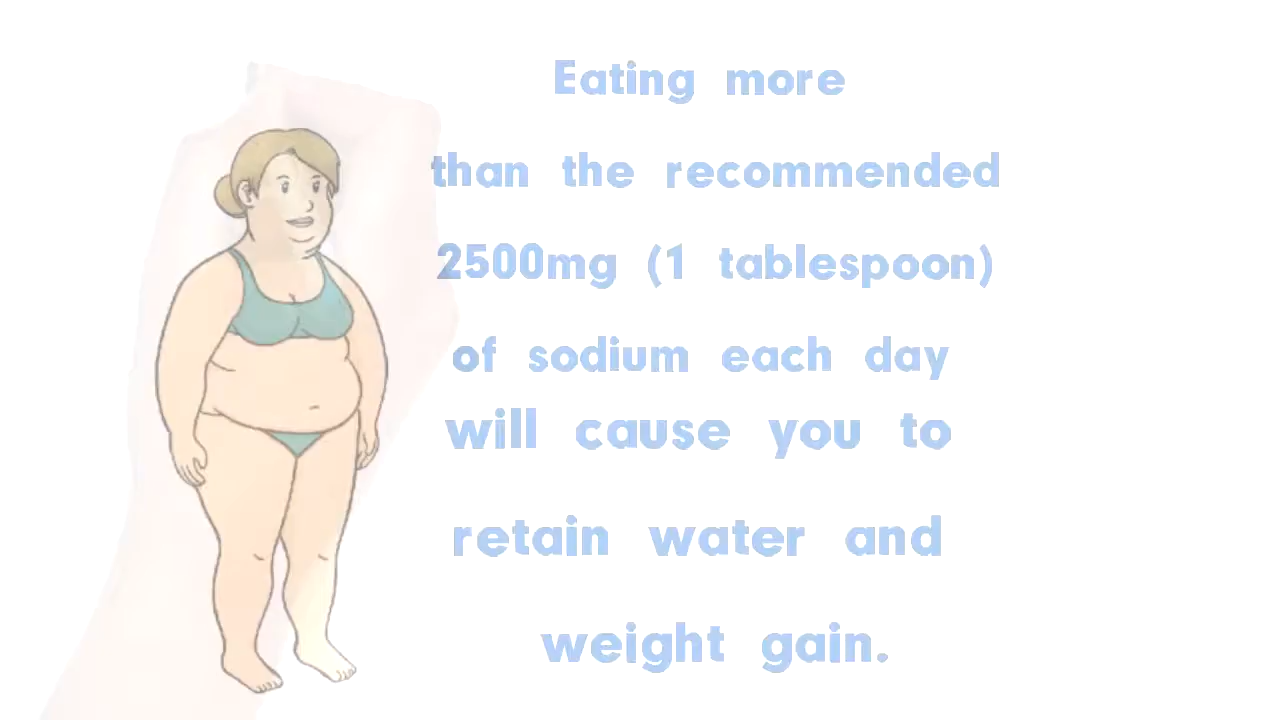 Eating more
than the recommended
2500mg (1 tablespoon)
of sodium each day
will cause you to
retain water and
weight gain.